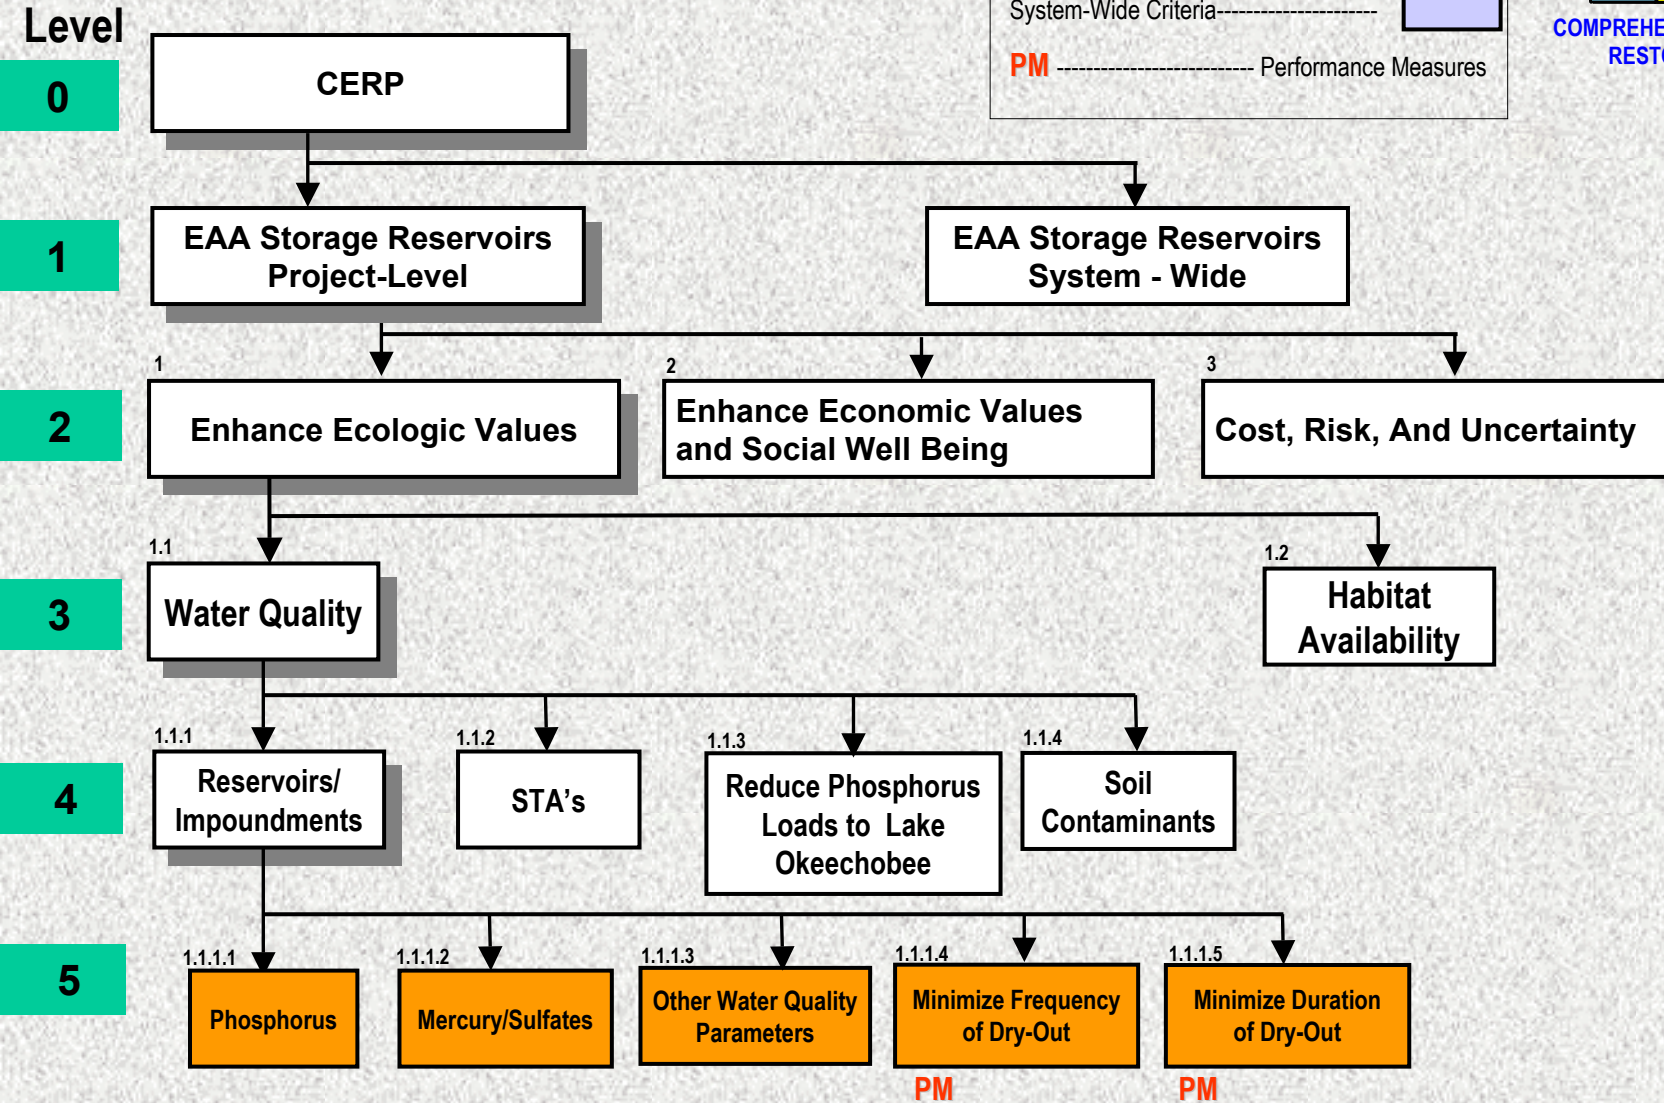 Level
System-Wide Criteria----------------------
PM --------------------------- Performance Measures
0
CERP
1
EAA Storage Reservoirs
Project-Level
EAA Storage Reservoirs
System - Wide
2
1
Enhance Ecologic Values
2
Enhance Economic Values
and Social Well Being
3
Cost, Risk, And Uncertainty
3
1.1
Water Quality
1.2
Habitat
Availability
4
1.1.1
Reservoirs/
Impoundments
1.1.2
STA's
1.1.3
Reduce Phosphorus
Loads to Lake
Okeechobee
1.1.4
Soil
Contaminants
5
1.1.1.1
Phosphorus
1.1.1.2
Mercury/Sulfates
1.1.1.3
Other Water Quality
Parameters
1.1.1.4
Minimize Frequency
of Dry-Out
PM
1.1.1.5
Minimize Duration
of Dry-Out
PM